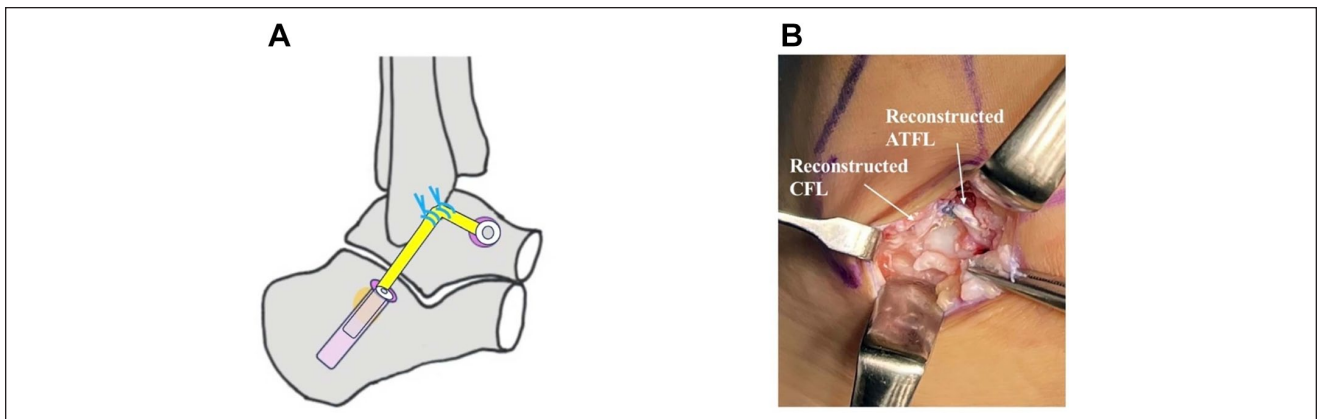 A
B
Reconstructed
ATFL
Reconstructed
CFL